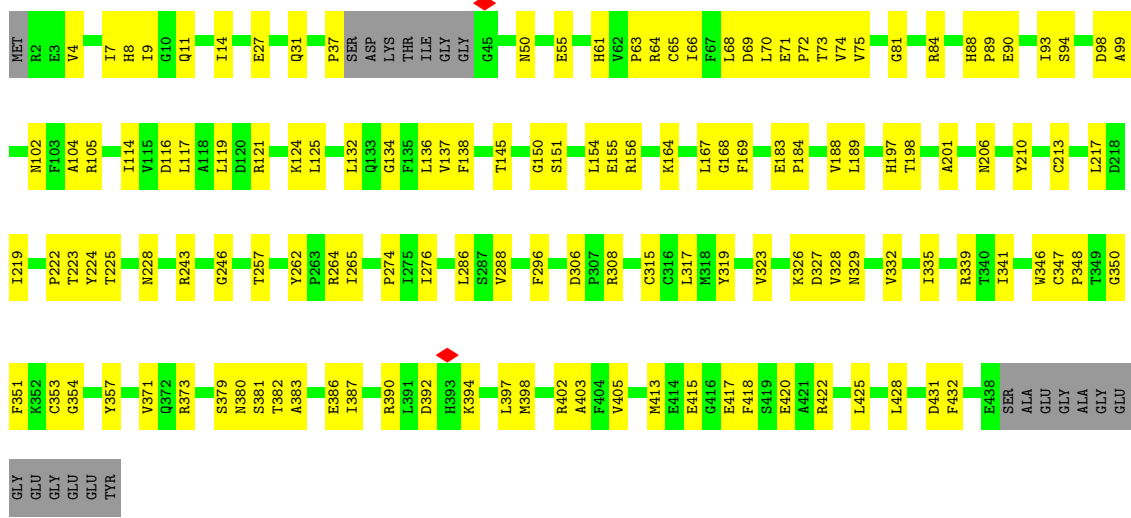 MET R2 E3 V4 I7 H8 I9 G10 Q11 I14 E27 Q31 P37 SER ASP LYS THR ILE GLY GLY G45 N50 E55 H61 V62 P63 R64 C65 I66 F67 L68 D69 L70 E71 P72 T73 V74 V75 G81 R84 H88 P89 E90 I93 S94 D98 A99
N102 F103 A104 R105 I114 V115 D116 L117 A118 L119 D120 R121 K124 L125 L132 Q133 G134 F135 L136 V137 F138 T145 G150 S151 L154 E155 R156 K164 L167 G168 F169 E183 P184 V188 L189 H197 T198 A201 N206 Y210 C213 L217 D218
I219 P222 T223 Y224 T225 N228 R243 G246 T257 Y262 P263 R264 I265 P274 I275 I276 L286 S287 V288 F296 D306 P307 R308 C315 C316 L317 M318 Y319 V323 K326 D327 V328 N329 V332 I335 R339 T340 I341 W346 C347 P348 T349 G350
F351 K352 C353 G354 Y357 V371 Q372 R373 S379 N380 S381 T382 A383 E386 I387 R390 L391 D392 H393 K394 L397 M398 R402 A403 F404 V405 M413 E414 E415 G416 E417 F418 S419 E420 A421 R422 L425 L428 D431 F432 E438 SER ALA GLU GLY ALA GLY GLU
GLY GLU GLY GLU GLU TYR